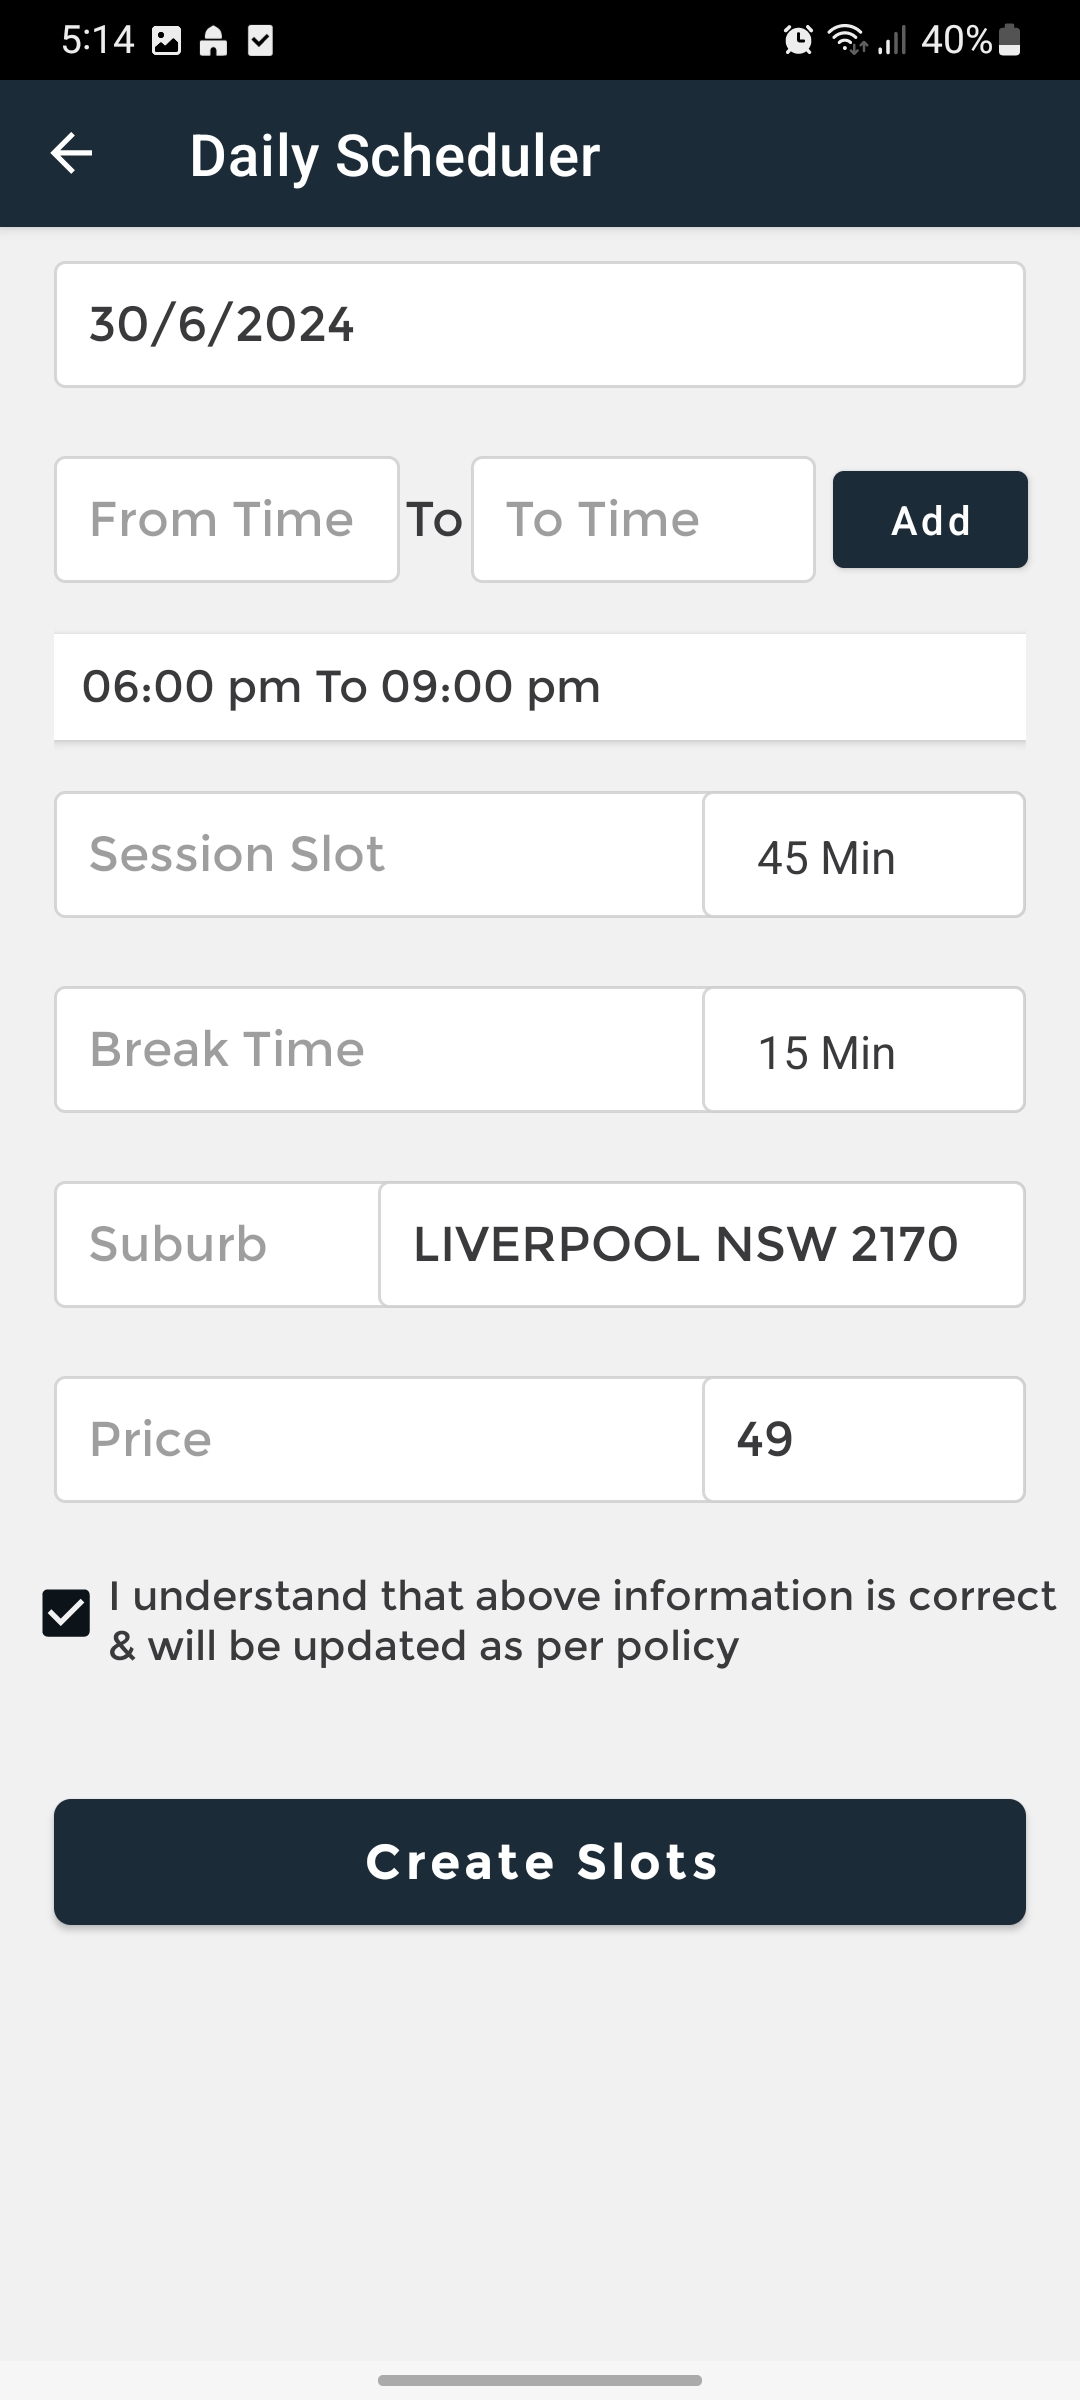 5:14 40%
Daily Scheduler
30/6/2024
From Time To To Time Add
06:00 pm To 09:00 pm
Session Slot 45 Min
Break Time 15 Min
Suburb LIVERPOOL NSW 2170
Price 49
I understand that above information is correct
& will be updated as per policy
Create Slots